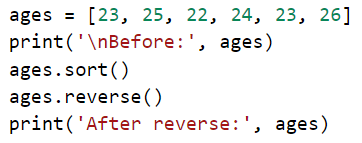 ages = [23, 25, 22, 24, 23, 26]
print('\nBefore:', ages)
ages.sort()
ages.reverse()
print('After reverse:', ages)